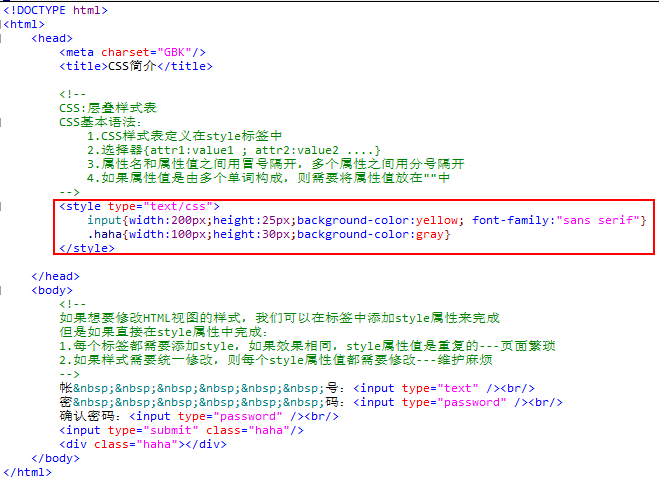 <!DOCTYPE html>
<html>
<head>
<meta charset="GBK"/>
<title>CSS简介</title>
<!--
CSS:层叠样式表
CSS基本语法：
1.CSS样式表定义在style标签中
2.选择器{attr1:value1 ; attr2:value2 ....}
3.属性名和属性值之间用冒号隔开，多个属性之间用分号隔开
4.如果属性值是由多个单词构成，则需要将属性值放在""中
-->
<style type="text/css">
input{width:200px;height:25px;background-color:yellow; font-family:"sans serif"}
.haha{width:100px;height:30px;background-color:gray}
</style>
</head>
<body>
<!--
如果想要修改HTML视图的样式，我们可以在标签中添加style属性来完成
但是如果直接在style属性中完成：
1.每个标签都需要添加style，如果效果相同，style属性值是重复的---页面繁琐
2.如果样式需要统一修改，则每个style属性值都需要修改---维护麻烦
-->
帐&nbsp;&nbsp;&nbsp;&nbsp;&nbsp;&nbsp;号：<input type="text" /><br/>
密&nbsp;&nbsp;&nbsp;&nbsp;&nbsp;&nbsp;码：<input type="password" /><br/>
确认密码：<input type="password" /><br/>
<input type="submit" class="haha"/>
<div class="haha"></div>
</body>
</html>